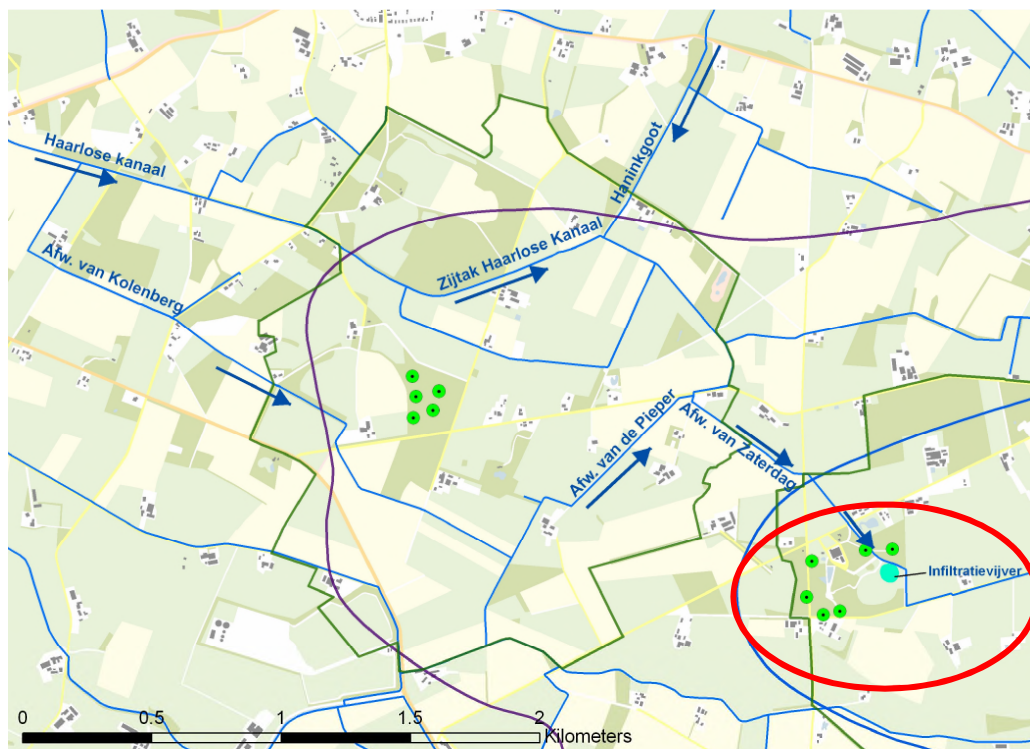 Haarlose kanaal
Haninkgoot
Zijtak Haarlose Kanaal
Afw. van Kolenberg
Afw. van de Pieper
Afw. van Zaterdag
Infiltratievijver
0 0.5 1 1.5 2
Kilometers